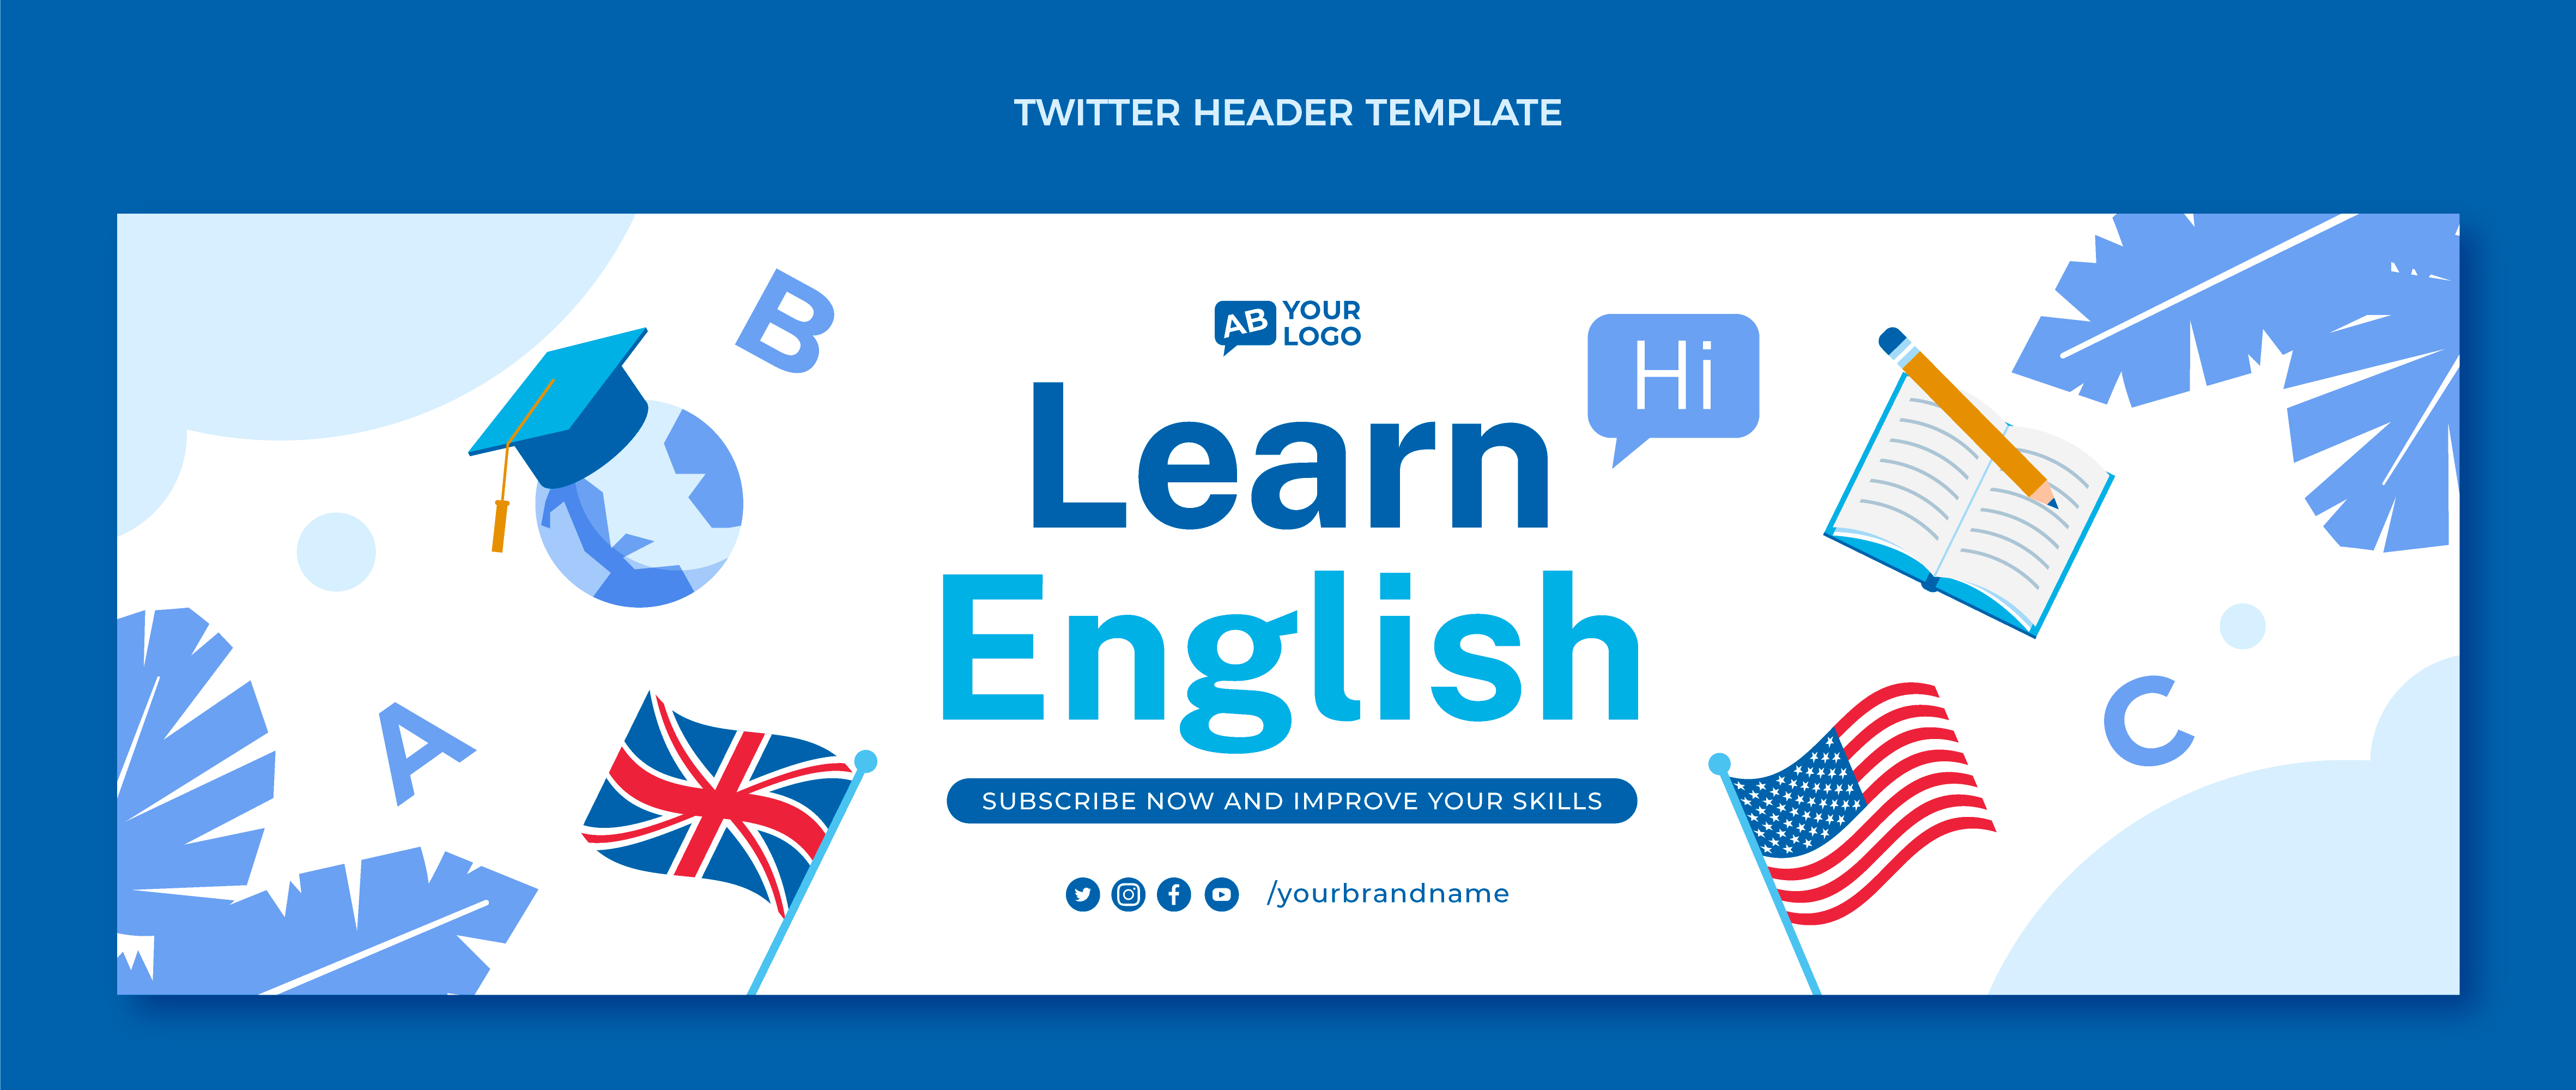 TWITTER HEADER TEMPLATE
B
AB YOUR
LOGO
Hi
Learn
English
A
C
SUBSCRIBE NOW AND IMPROVE YOUR SKILLS
/yourbrandname